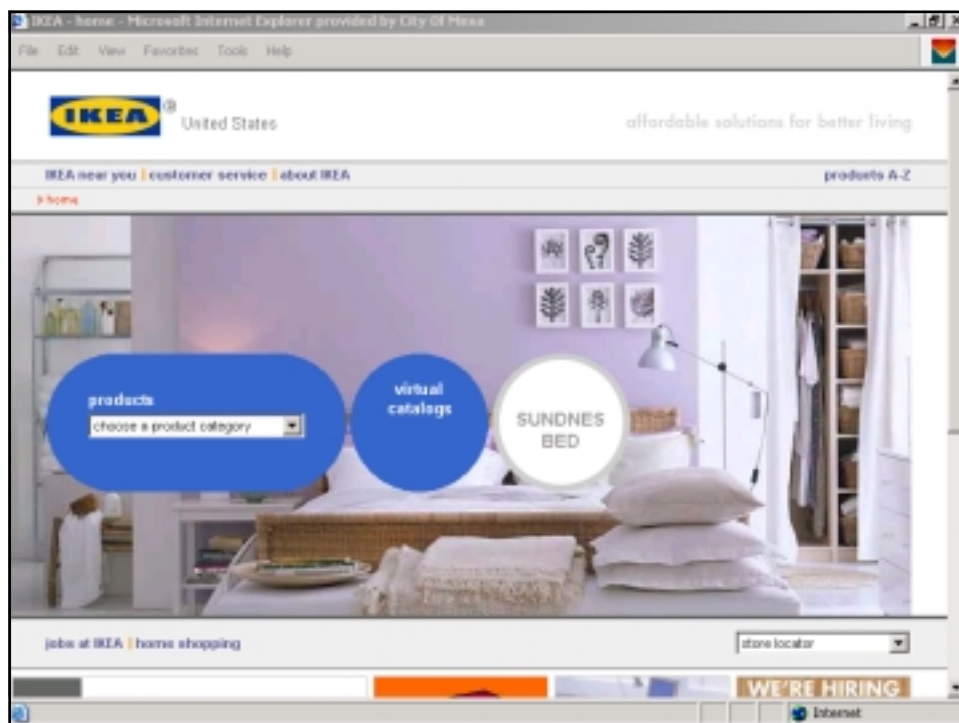 IKEA - home - Microsoft Internet Explorer provided by City Of Mesa
File Edit View Favorites Tools Help
IKEA ® United States
affordable solutions for better living
IKEA near you | customer service | about IKEA
products A-Z
home
products
choose a product category
virtual
catalogs
SUNDNES
BED
jobs at IKEA | home shopping
store locator
WE'RE HIRING
Internet